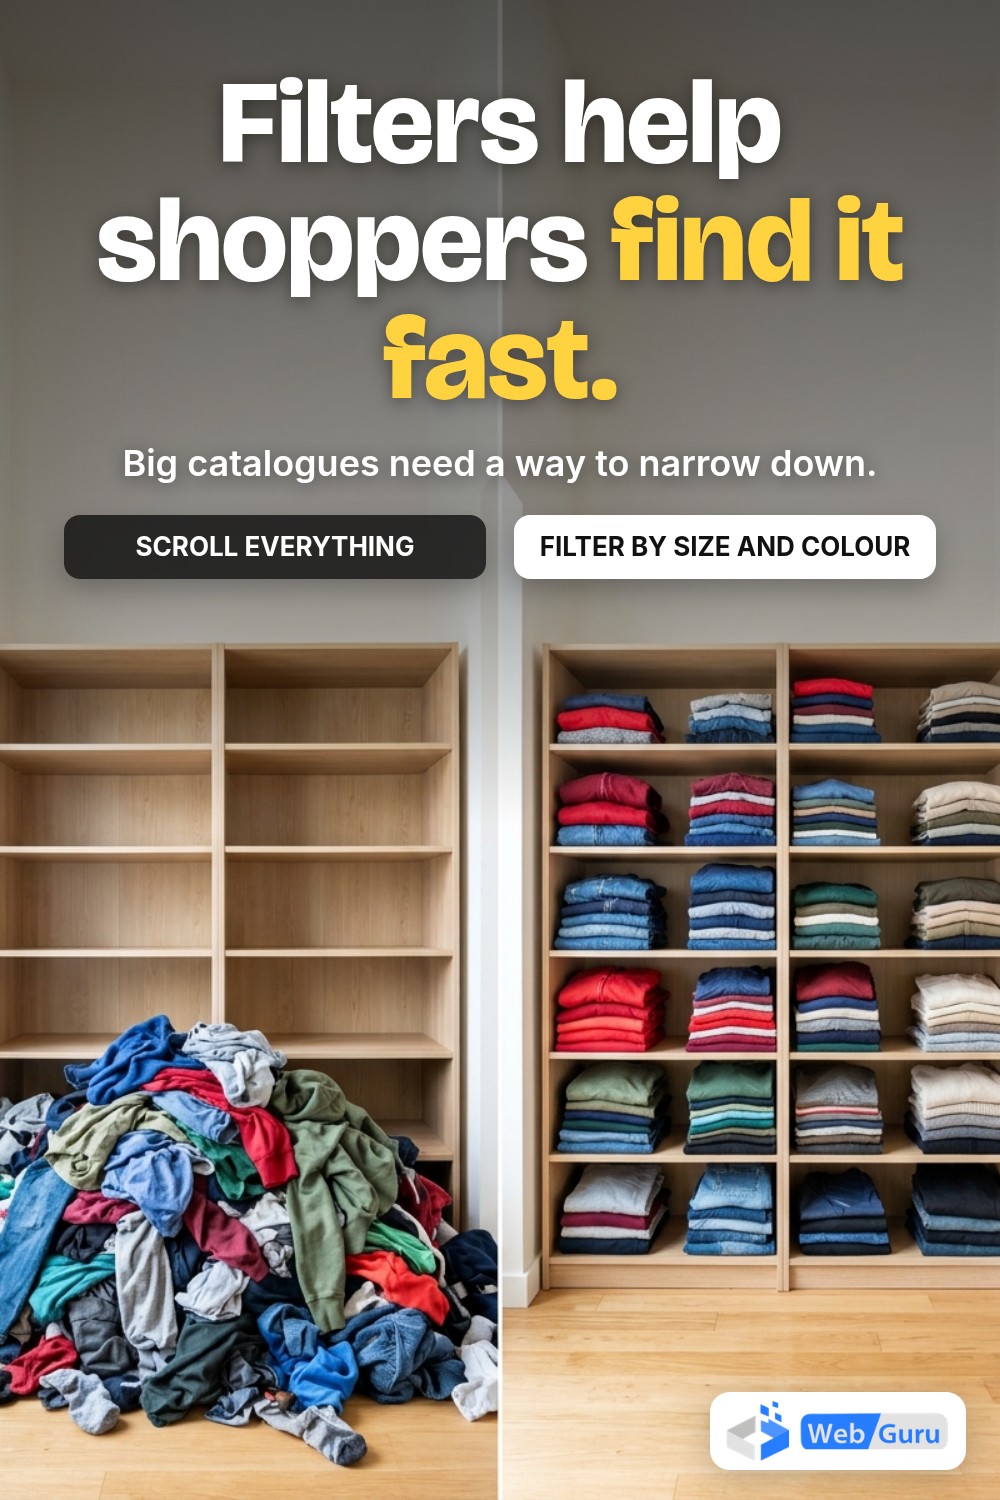 Filters help
shoppers find it
fast.
Big catalogues need a way to narrow down.
SCROLL EVERYTHING
FILTER BY SIZE AND COLOUR
Web Guru